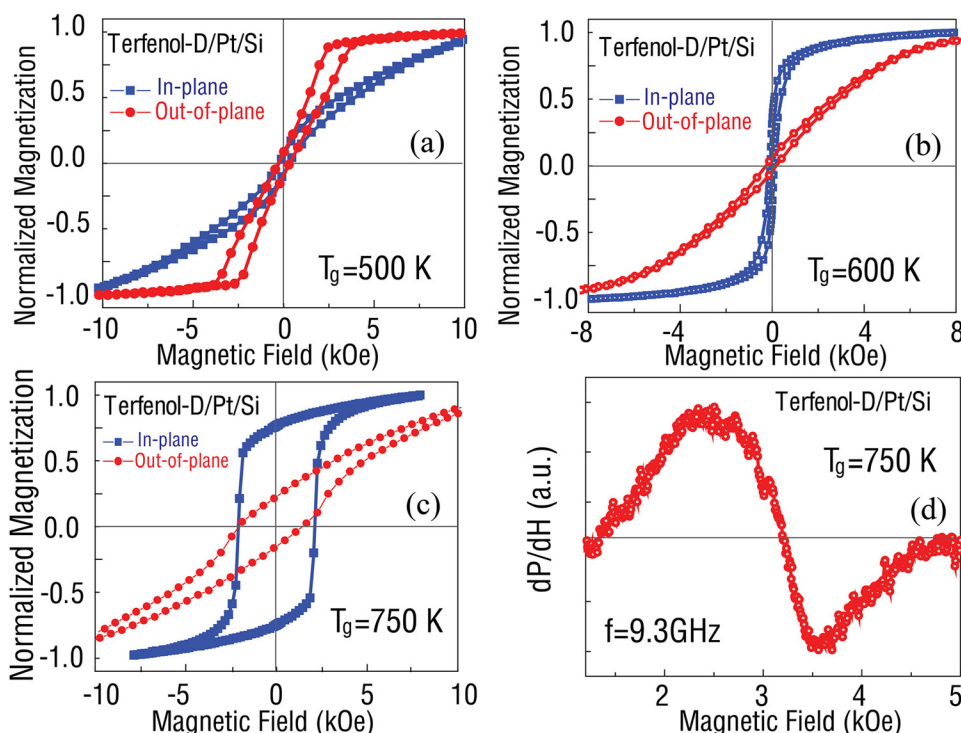 Normalized Magnetization
1.0
0.5
0.0
-0.5
-1.0
Terfenol-D/Pt/Si
In-plane
Out-of-plane
(a)
Tg=500 K
-10 -5 0 5 10
Magnetic Field (kOe)
Normalized Magnetization
1.0
0.5
0.0
-0.5
-1.0
Terfenol-D/Pt/Si
In-plane
Out-of-plane
(b)
Tg=600 K
-8 -4 0 4 8
Magnetic Field (kOe)
Normalized Magnetization
1.0
0.5
0.0
-0.5
-1.0
Terfenol-D/Pt/Si
In-plane
Out-of-plane
(c)
Tg=750 K
-10 -5 0 5 10
Magnetic Field (kOe)
dP/dH (a.u.)
Terfenol-D/Pt/Si
Tg=750 K
(d)
f=9.3GHz
2 3 4 5
Magnetic Field (kOe)